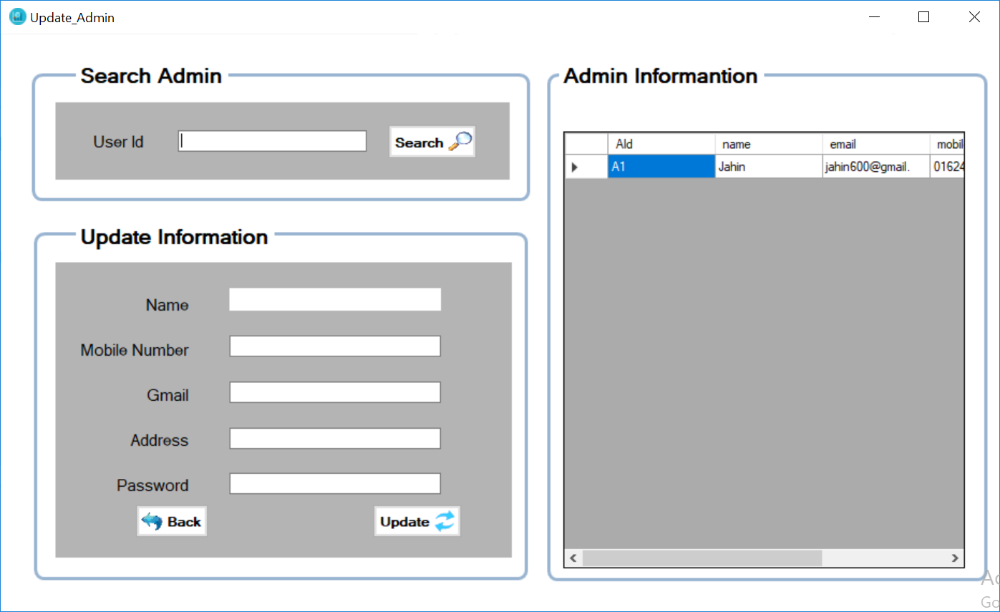 Update_Admin
Search Admin
User Id
Search
Update Information
Name
Mobile Number
Gmail
Address
Password
Back
Update
Admin Informantion
AId name email mobil
A1 Jahin jahin600@gmail. 01624
Ac
Go